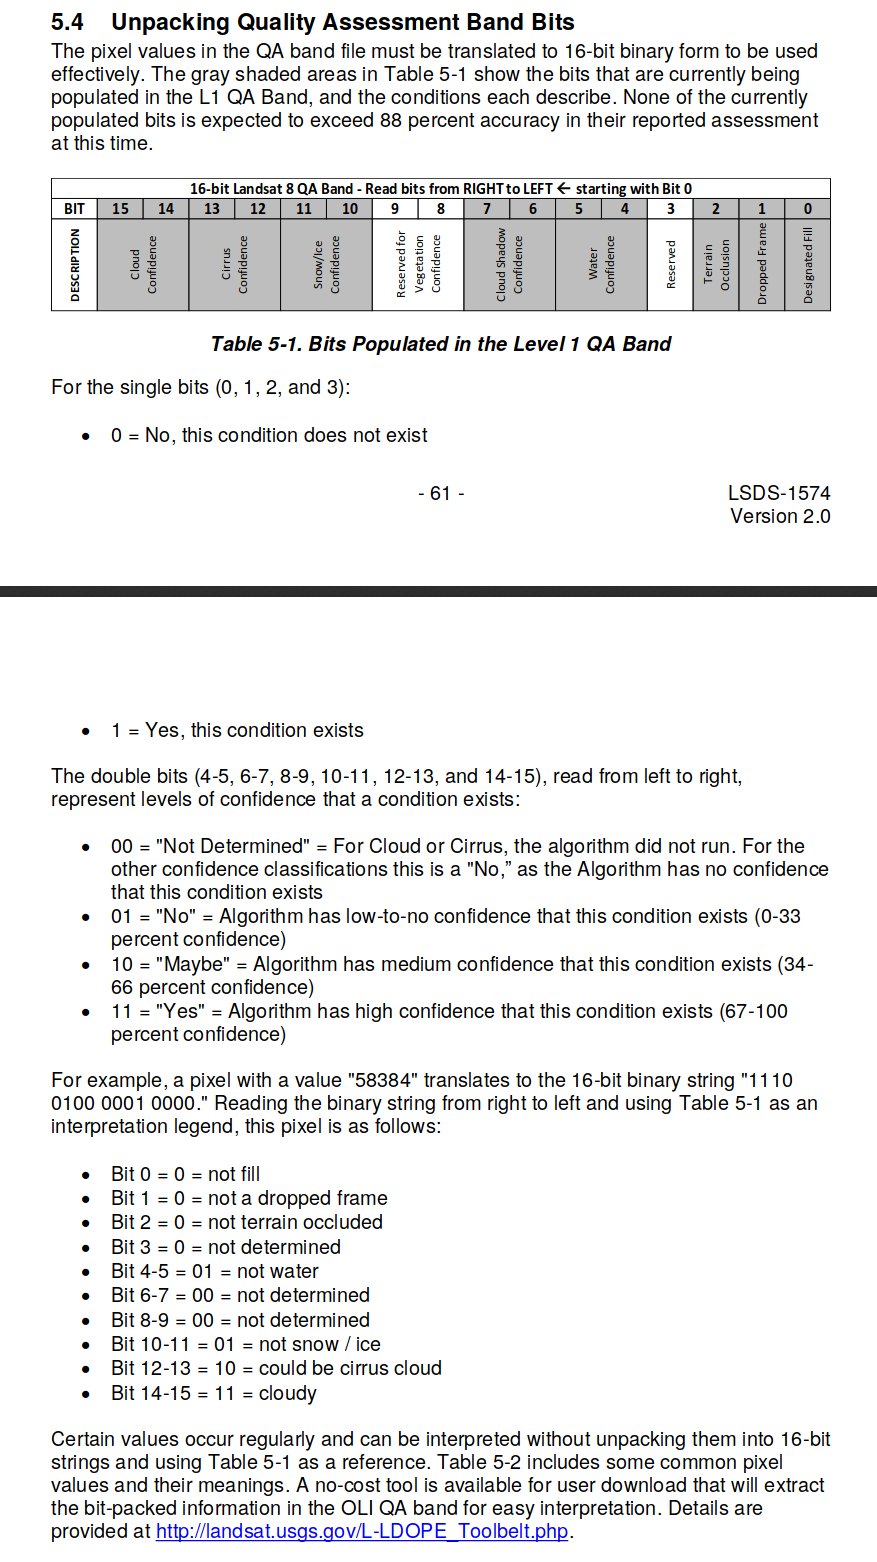 5.4 Unpacking Quality Assessment Band Bits
The pixel values in the QA band file must be translated to 16-bit binary form to be used
effectively. The gray shaded areas in Table 5-1 show the bits that are currently being
populated in the L1 QA Band, and the conditions each describe. None of the currently
populated bits is expected to exceed 88 percent accuracy in their reported assessment
at this time.
16-bit Landsat 8 QA Band - Read bits from RIGHT to LEFT ← starting with Bit 0
BIT 15 14 13 12 11 10 9 8 7 6 5 4 3 2 1 0
DESCRIPTION
Cloud
Confidence
Cirrus
Confidence
Snow/Ice
Confidence
Reserved for
Vegetation
Confidence
Cloud Shadow
Confidence
Water
Confidence
Reserved
Terrain
Occlusion
Dropped Frame
Designated Fill
Table 5-1. Bits Populated in the Level 1 QA Band
For the single bits (0, 1, 2, and 3):
• 0 = No, this condition does not exist
- 61 -
LSDS-1574
Version 2.0
• 1 = Yes, this condition exists
The double bits (4-5, 6-7, 8-9, 10-11, 12-13, and 14-15), read from left to right,
represent levels of confidence that a condition exists:
• 00 = "Not Determined" = For Cloud or Cirrus, the algorithm did not run. For the
other confidence classifications this is a "No,” as the Algorithm has no confidence
that this condition exists
• 01 = "No" = Algorithm has low-to-no confidence that this condition exists (0-33
percent confidence)
• 10 = "Maybe" = Algorithm has medium confidence that this condition exists (34-
66 percent confidence)
• 11 = "Yes" = Algorithm has high confidence that this condition exists (67-100
percent confidence)
For example, a pixel with a value "58384" translates to the 16-bit binary string "1110
0100 0001 0000." Reading the binary string from right to left and using Table 5-1 as an
interpretation legend, this pixel is as follows:
• Bit 0 = 0 = not fill
• Bit 1 = 0 = not a dropped frame
• Bit 2 = 0 = not terrain occluded
• Bit 3 = 0 = not determined
• Bit 4-5 = 01 = not water
• Bit 6-7 = 00 = not determined
• Bit 8-9 = 00 = not determined
• Bit 10-11 = 01 = not snow / ice
• Bit 12-13 = 10 = could be cirrus cloud
• Bit 14-15 = 11 = cloudy
Certain values occur regularly and can be interpreted without unpacking them into 16-bit
strings and using Table 5-1 as a reference. Table 5-2 includes some common pixel
values and their meanings. A no-cost tool is available for user download that will extract
the bit-packed information in the OLI QA band for easy interpretation. Details are
provided at http://landsat.usgs.gov/L-LDOPE_Toolbelt.php.